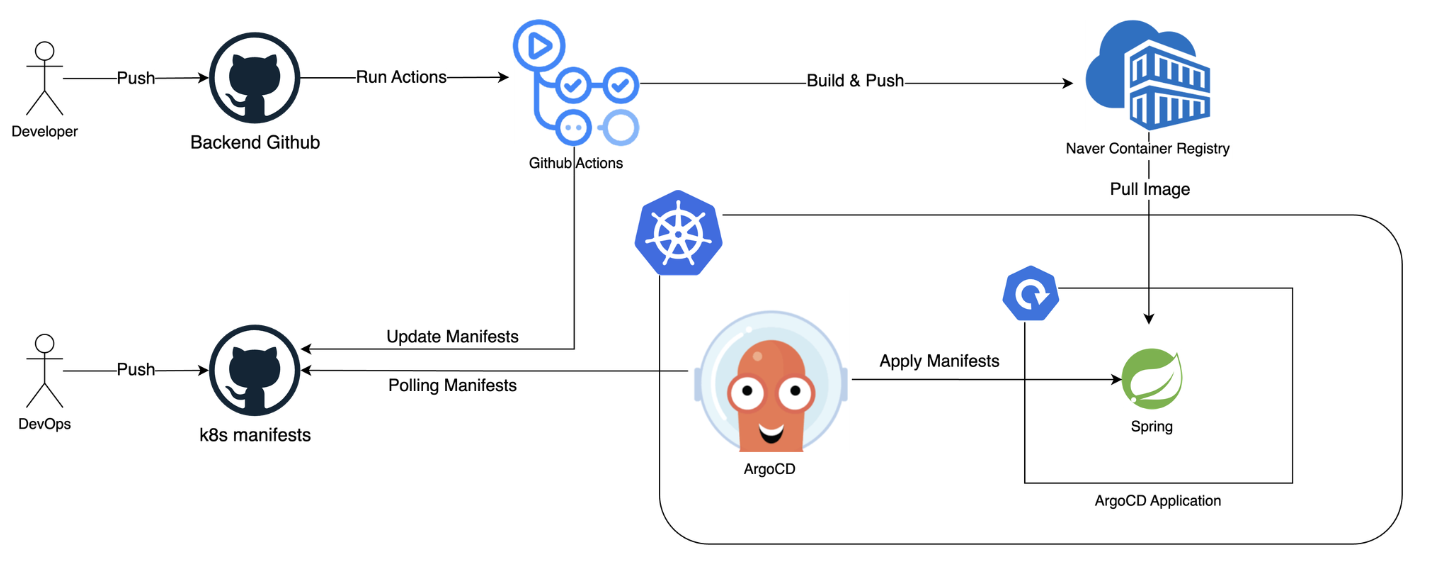 Push
Run Actions
Build & Push
Developer
Backend Github
Github Actions
Naver Container Registry
Pull Image
Update Manifests
Push
Polling Manifests
Apply Manifests
DevOps
k8s manifests
Spring
ArgoCD
ArgoCD Application